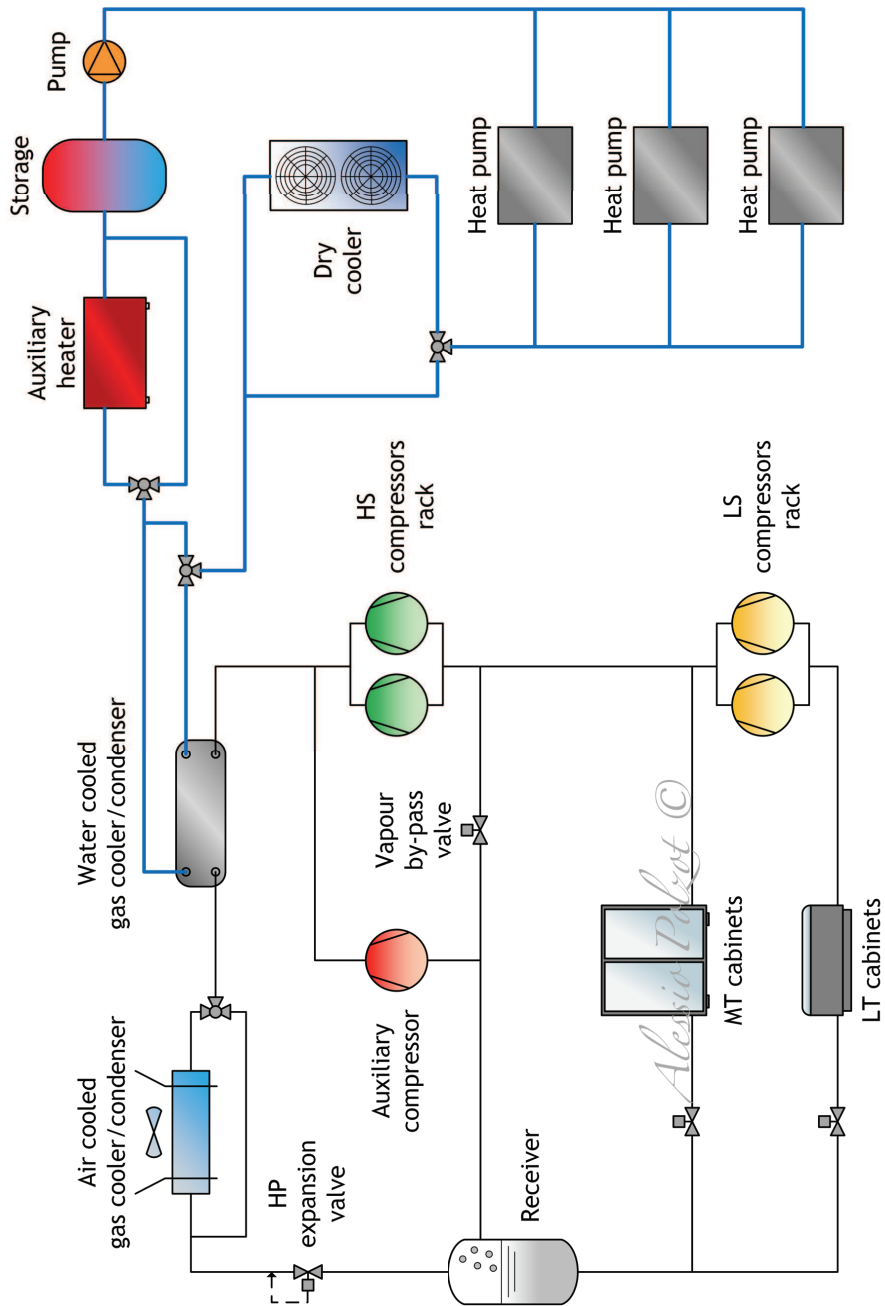 Air cooled
gas cooler/condenser
Water cooled
gas cooler/condenser
Auxiliary
heater
Storage
Pump
HP
expansion
valve
Auxiliary
compressor
Vapour
by-pass
valve
HS
compressors
rack
Dry
cooler
Receiver
MT cabinets
LT cabinets
LS
compressors
rack
Heat pump
Heat pump
Heat pump
Alessio Polzot ©